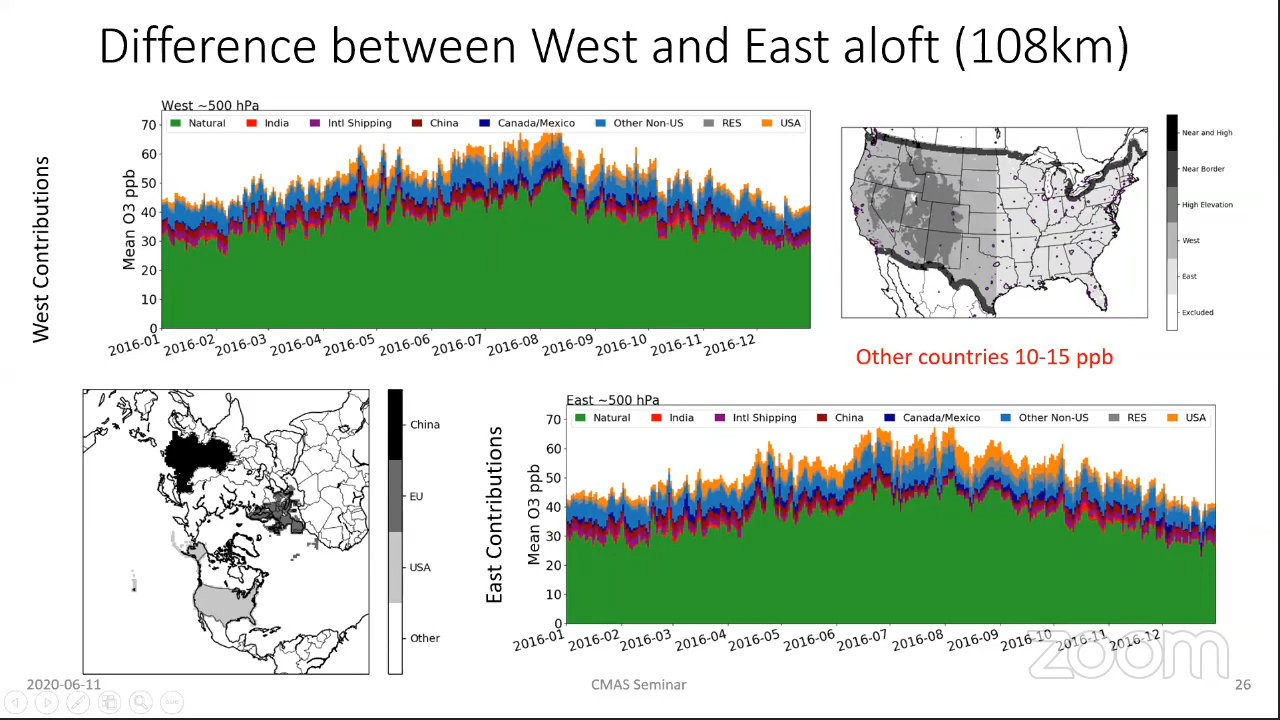 Difference between West and East aloft (108km)
West Contributions
West ~500 hPa
Natural India Intl Shipping China Canada/Mexico Other Non-US RES USA
Mean O3 ppb
70
60
50
40
30
20
10
0
2016-01 2016-02 2016-03 2016-04 2016-05 2016-06 2016-07 2016-08 2016-09 2016-10 2016-11 2016-12
Near and High
Near Border
High Elevation
West
East
Excluded
Other countries 10-15 ppb
China
EU
USA
Other
East Contributions
East ~500 hPa
Natural India Intl Shipping China Canada/Mexico Other Non-US RES USA
Mean O3 ppb
70
60
50
40
30
20
10
0
2016-01 2016-02 2016-03 2016-04 2016-05 2016-06 2016-07 2016-08 2016-09 2016-10 2016-11 2016-12
zoom
2020-06-11
CMAS Seminar
26